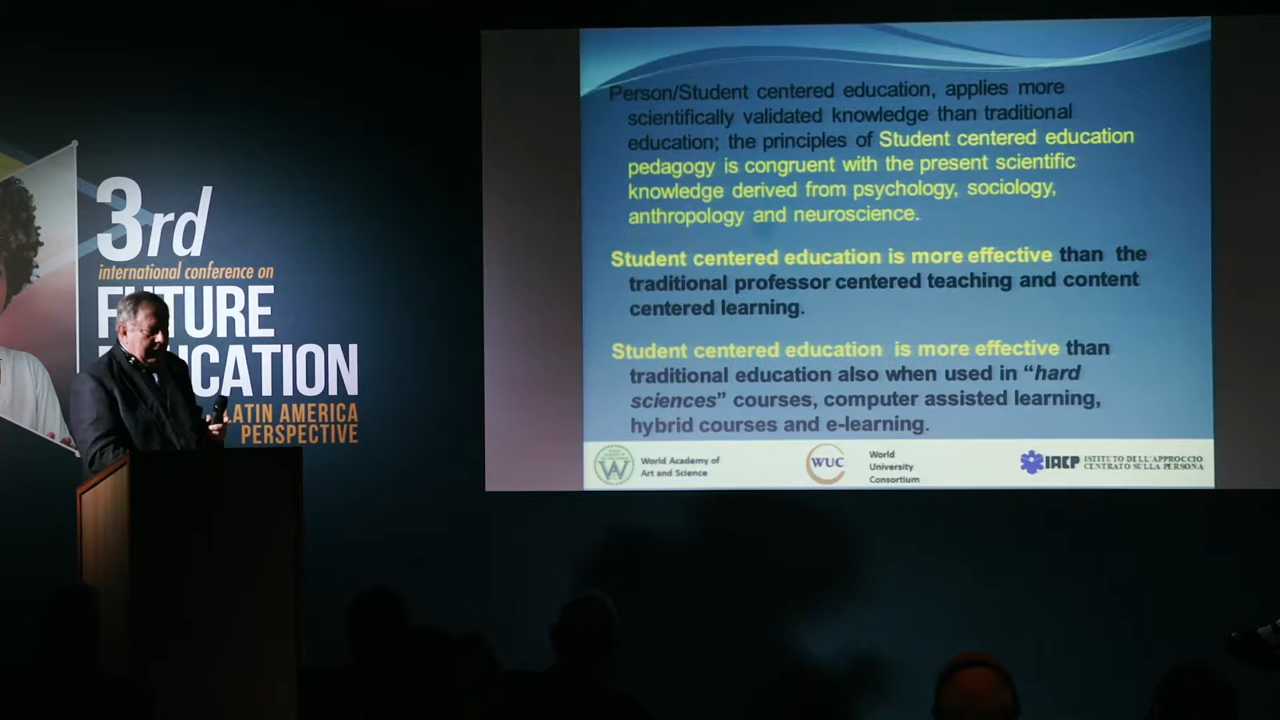 3rd
international conference on
FUTURE
EDUCATION
LATIN AMERICA
PERSPECTIVE
Person/Student centered education, applies more
scientifically validated knowledge than traditional
education; the principles of Student centered education
pedagogy is congruent with the present scientific
knowledge derived from psychology, sociology,
anthropology and neuroscience.
Student centered education is more effective than the
traditional professor centered teaching and content
centered learning.
Student centered education is more effective than
traditional education also when used in “hard
sciences” courses, computer assisted learning,
hybrid courses and e-learning.
World Academy of
Art and Science
WUC
World
University
Consortium
IACP
ISTITUTO DELL'APPROCCIO
CENTRATO SULLA PERSONA